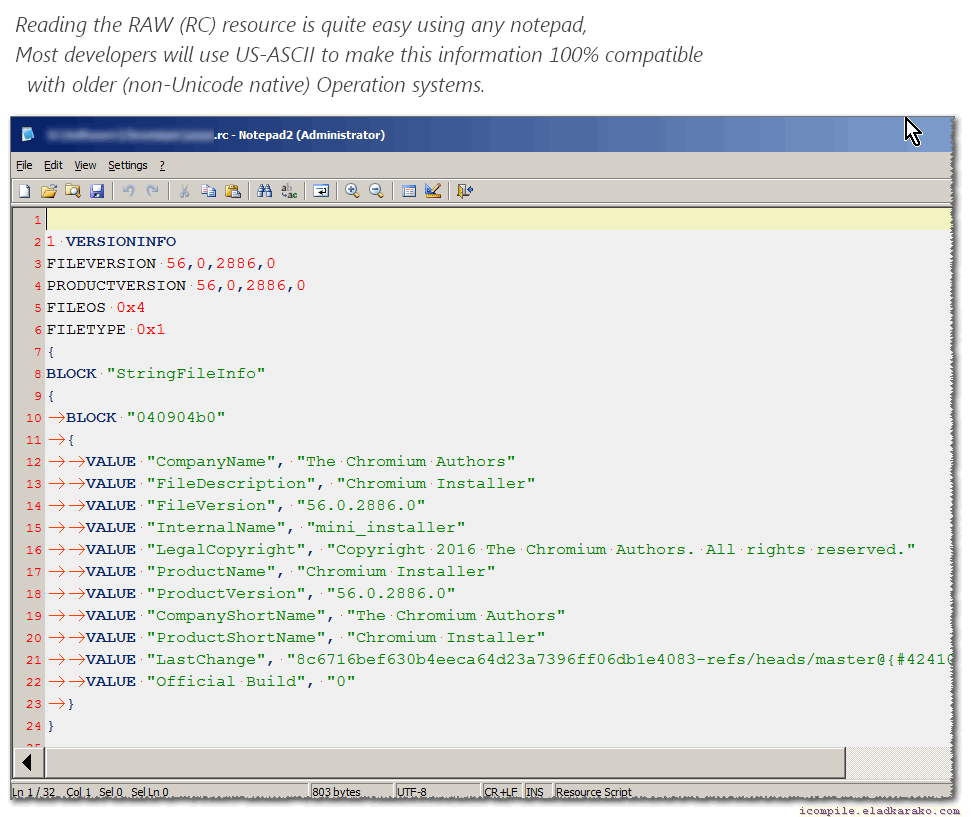 Reading the RAW (RC) resource is quite easy using any notepad,
Most developers will use US-ASCII to make this information 100% compatible
with older (non-Unicode native) Operation systems.
.rc - Notepad2 (Administrator)
File Edit View Settings ?
1
2 1 VERSIONINFO
3 FILEVERSION 56,0,2886,0
4 PRODUCTVERSION 56,0,2886,0
5 FILEOS 0x4
6 FILETYPE 0x1
7 {
8 BLOCK "StringFileInfo"
9 {
10 BLOCK "040904b0"
11 {
12 VALUE "CompanyName", "The Chromium Authors"
13 VALUE "FileDescription", "Chromium Installer"
14 VALUE "FileVersion", "56.0.2886.0"
15 VALUE "InternalName", "mini_installer"
16 VALUE "LegalCopyright", "Copyright 2016 The Chromium Authors. All rights reserved."
17 VALUE "ProductName", "Chromium Installer"
18 VALUE "ProductVersion", "56.0.2886.0"
19 VALUE "CompanyShortName", "The Chromium Authors"
20 VALUE "ProductShortName", "Chromium Installer"
21 VALUE "LastChange", "8c6716bef630b4eeca64d23a7396ff06db1e4083-refs/heads/master@{#42410
22 VALUE "Official Build", "0"
23 }
24 }
25
Ln 1 / 32 Col 1 Sel 0 Sel Ln 0 803 bytes UTF-8 CR+LF INS Resource Script
icompile.eladkarako.com